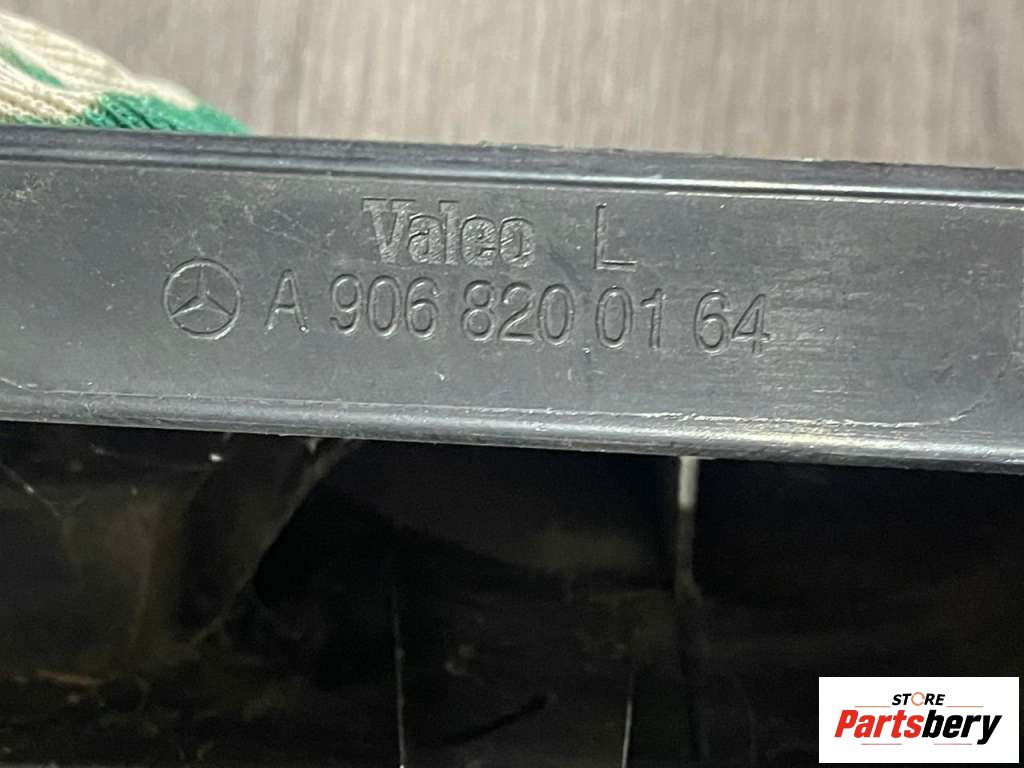 Valeo L
A 906 820 01 64
STORE
Partsbery